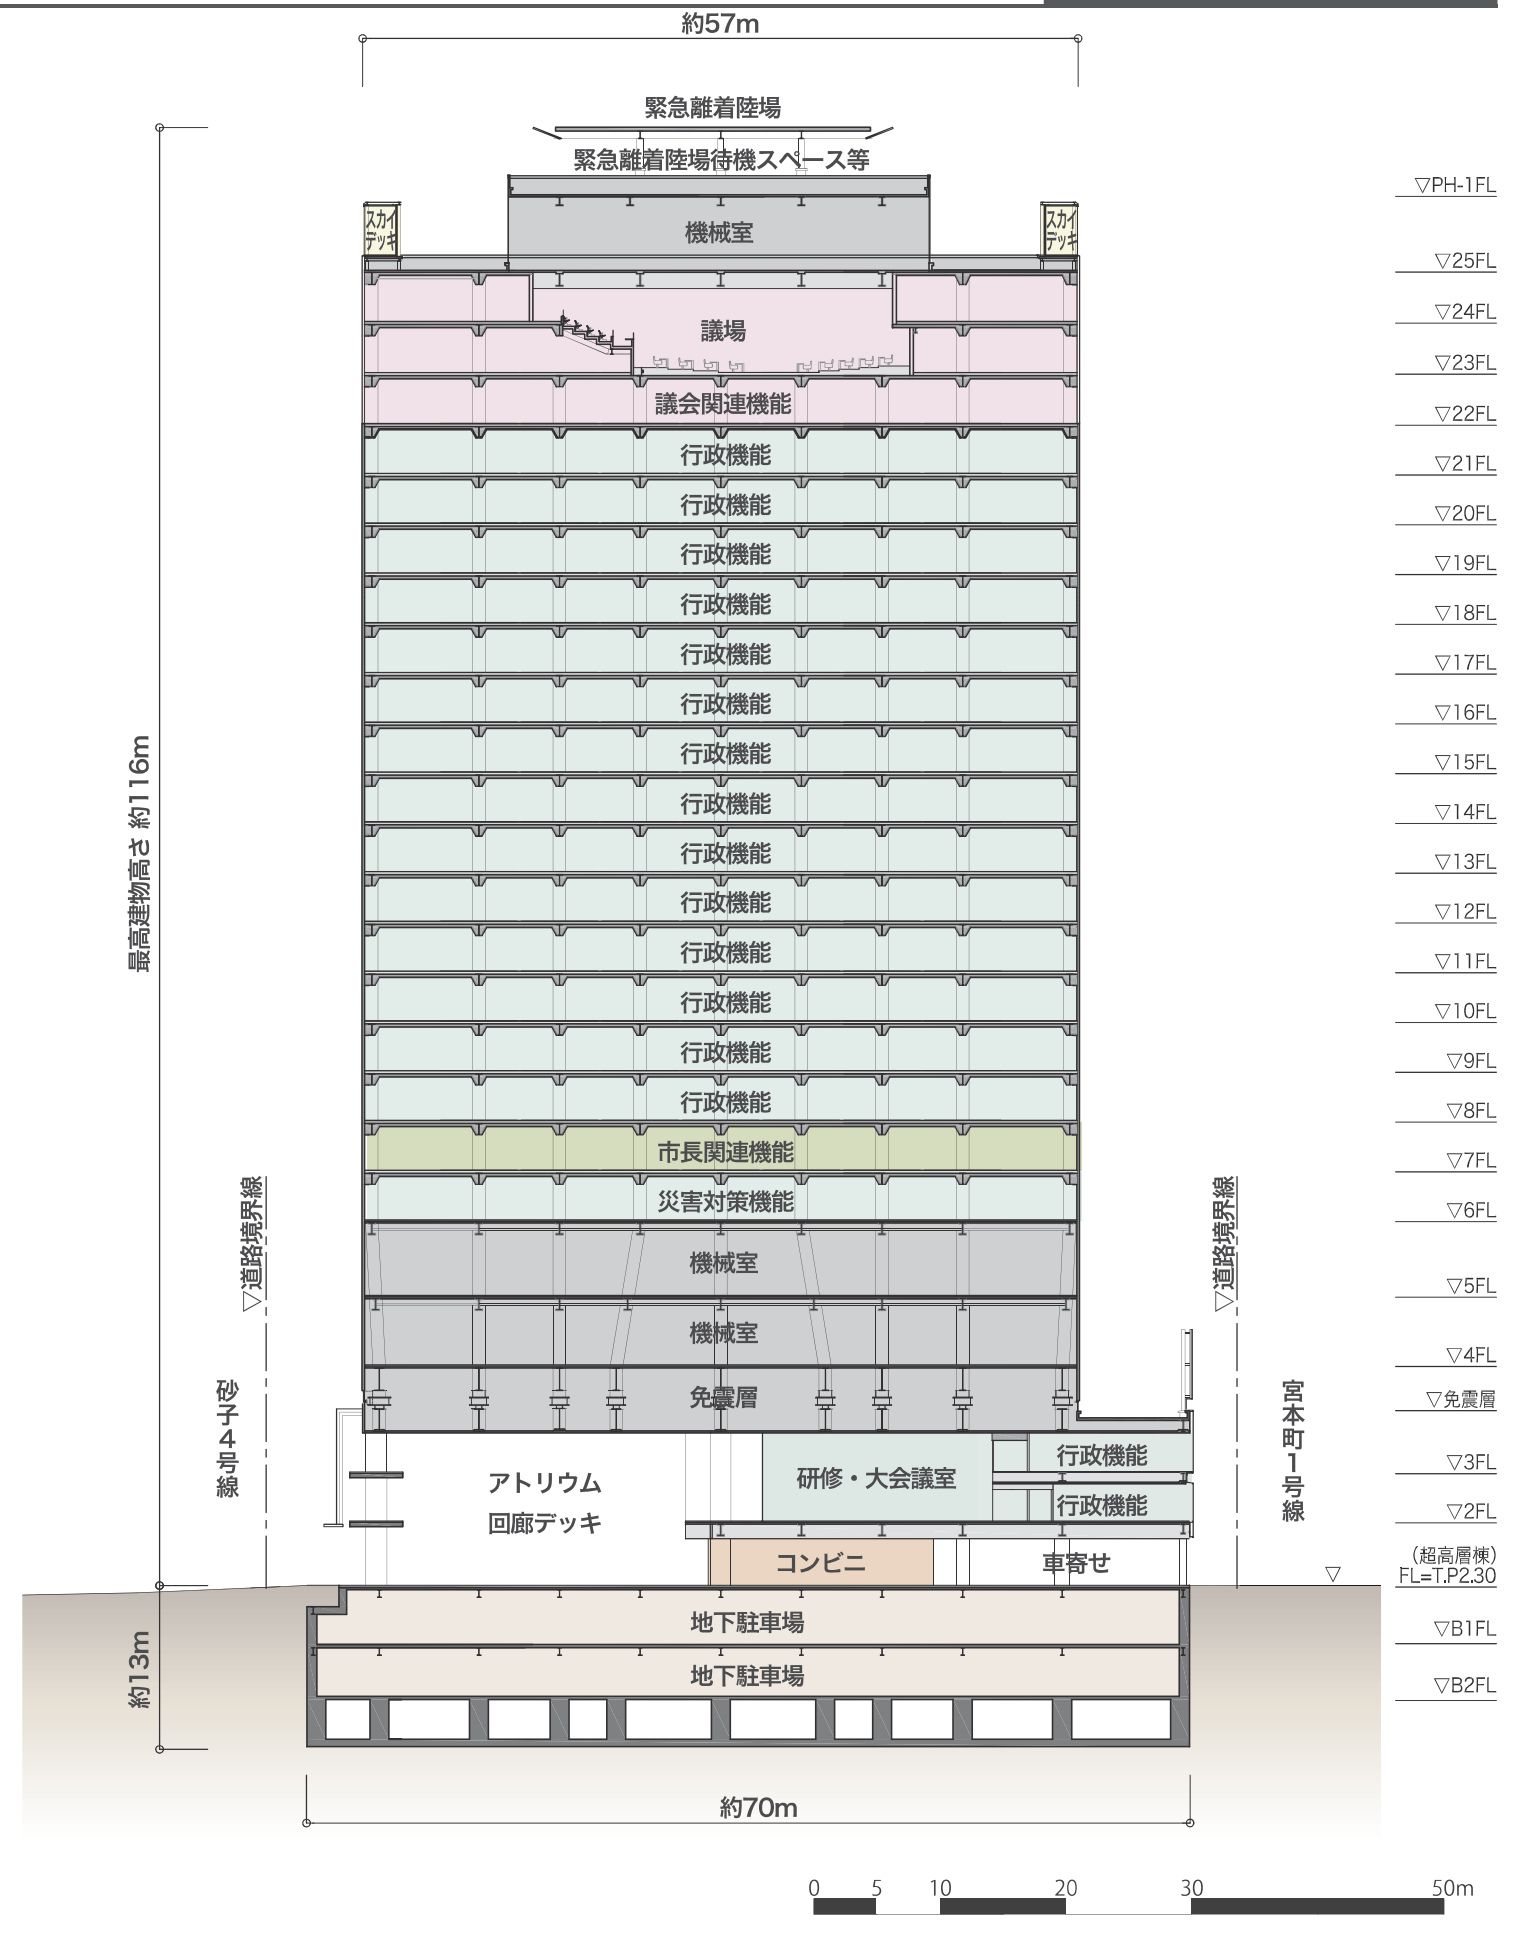 約57m
緊急離着陸場
緊急離着陸場待機スペース等
▽PH-1FL
スカイ
デッキ
機械室
スカイ
デッキ
▽25FL
▽24FL
議場
▽23FL
議会関連機能
▽22FL
行政機能
▽21FL
行政機能
▽20FL
行政機能
▽19FL
行政機能
▽18FL
行政機能
▽17FL
行政機能
▽16FL
行政機能
▽15FL
行政機能
▽14FL
行政機能
▽13FL
行政機能
▽12FL
行政機能
▽11FL
行政機能
▽10FL
行政機能
▽9FL
行政機能
▽8FL
市長関連機能
▽7FL
災害対策機能
▽6FL
機械室
▽5FL
機械室
▽4FL
免震層
▽免震層
最高建物高さ 約116m
▽道路境界線
▽道路境界線
砂子4号線
宮本町1号線
アトリウム
回廊デッキ
研修・大会議室
行政機能
▽3FL
行政機能
▽2FL
コンビニ
車寄せ
(超高層棟)
▽ FL=T.P2.30
地下駐車場
▽B1FL
地下駐車場
▽B2FL
約13m
約70m
0 5 10 20 30 50m